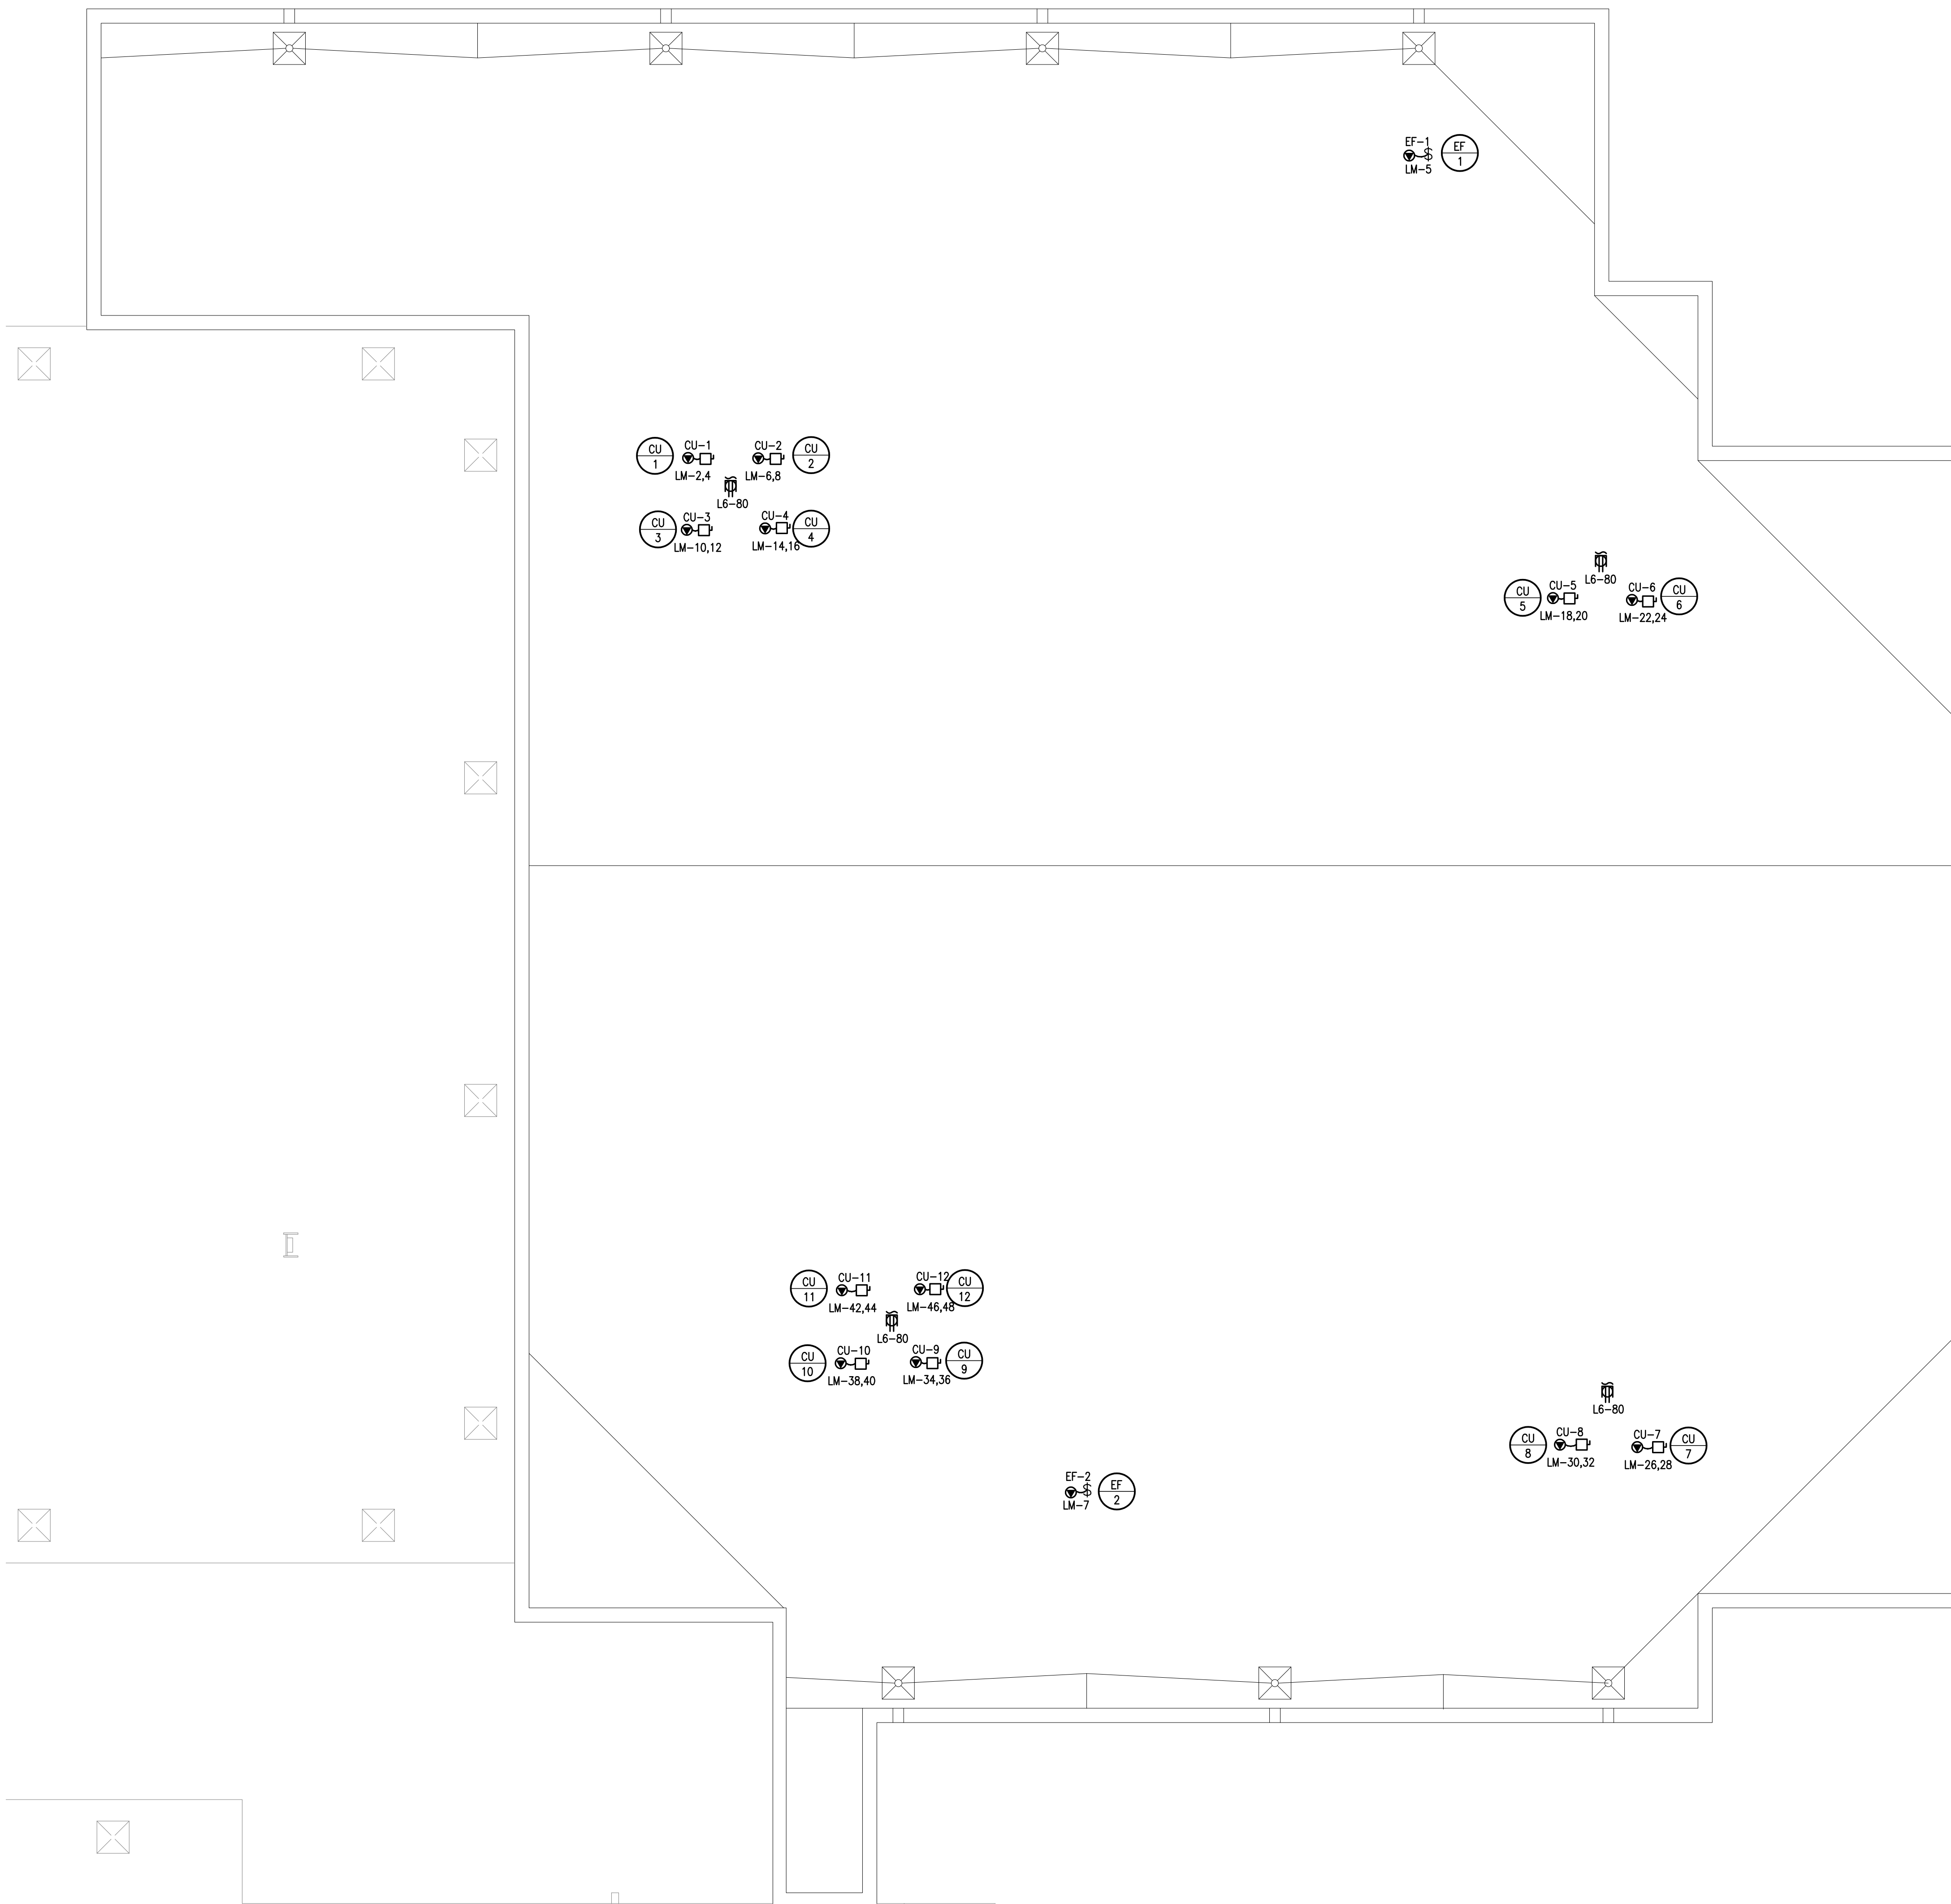 EF-1
LM-5
EF
1
CU
1
CU-1
LM-2,4
CU-2
LM-6,8
CU
2
L6-80
CU
3
CU-3
LM-10,12
CU-4
LM-14,16
CU
4
L6-80
CU
5
CU-5
LM-18,20
CU-6
LM-22,24
CU
6
CU
11
CU-11
LM-42,44
CU-12
LM-46,48
CU
12
L6-80
CU
10
CU-10
LM-38,40
CU-9
LM-34,36
CU
9
L6-80
CU
8
CU-8
LM-30,32
CU-7
LM-26,28
CU
7
EF-2
LM-7
EF
2